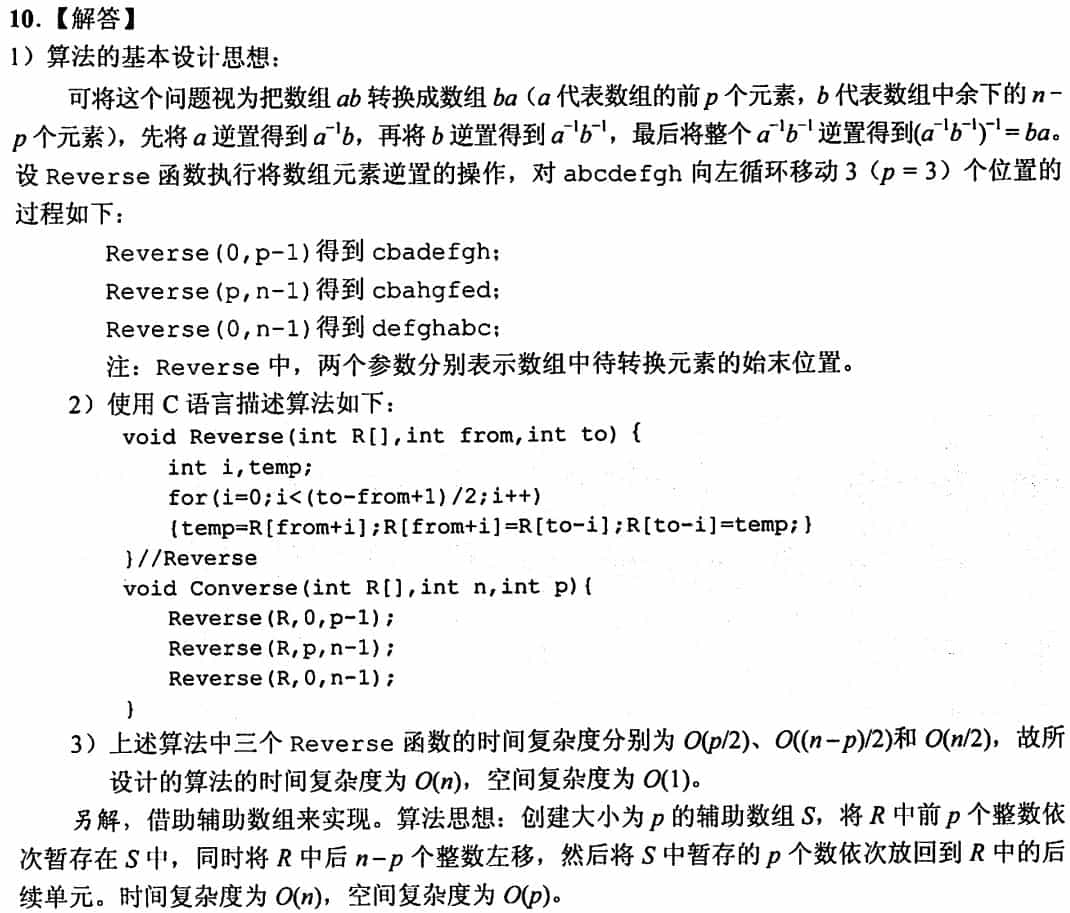 10.【解答】
1）算法的基本设计思想：
可将这个问题视为把数组 ab 转换成数组 ba（a 代表数组的前 p 个元素，b 代表数组中余下的 n-
p 个元素），先将 a 逆置得到 a⁻¹b，再将 b 逆置得到 a⁻¹b⁻¹，最后将整个 a⁻¹b⁻¹ 逆置得到(a⁻¹b⁻¹)⁻¹ = ba。
设 Reverse 函数执行将数组元素逆置的操作，对 abcdefgh 向左循环移动 3（p = 3）个位置的
过程如下：
Reverse(0,p-1)得到 cbadefgh;
Reverse(p,n-1)得到 cbahgfed;
Reverse(0,n-1)得到 defghabc;
注：Reverse 中，两个参数分别表示数组中待转换元素的始末位置。
2）使用 C 语言描述算法如下：
void Reverse(int R[],int from,int to) {
int i,temp;
for(i=0;i<(to-from+1)/2;i++)
{temp=R[from+i];R[from+i]=R[to-i];R[to-i]=temp;}
}//Reverse
void Converse(int R[],int n,int p){
Reverse(R,0,p-1);
Reverse(R,p,n-1);
Reverse(R,0,n-1);
}
3）上述算法中三个 Reverse 函数的时间复杂度分别为 O(p/2)、O((n-p)/2)和 O(n/2)，故所
设计的算法的时间复杂度为 O(n)，空间复杂度为 O(1)。
另解，借助辅助数组来实现。算法思想：创建大小为 p 的辅助数组 S，将 R 中前 p 个整数依
次暂存在 S 中，同时将 R 中后 n-p 个整数左移，然后将 S 中暂存的 p 个数依次放回到 R 中的后
续单元。时间复杂度为 O(n)，空间复杂度为 O(p)。